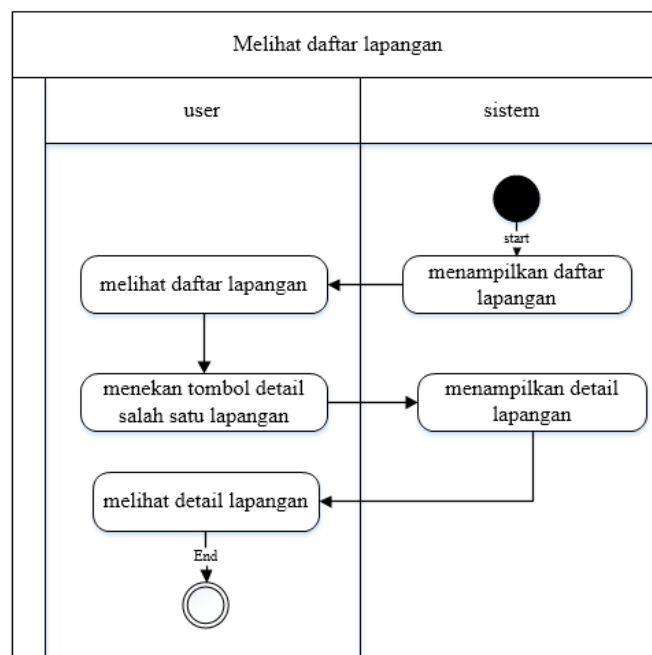 Melihat daftar lapangan
user
sistem
start
menampilkan daftar
lapangan
melihat daftar lapangan
menekan tombol detail
salah satu lapangan
menampilkan detail
lapangan
melihat detail lapangan
End